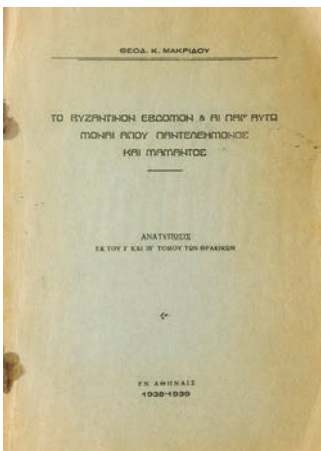 ΘΕΟΔ. Κ. ΜΑΚΡΙΔΟΥ
ΤΟ ΒΥΖΑΝΤΙΝΟΝ ΕΒΔΟΜΟΝ & ΑΙ ΠΑΡ' ΑΥΤΩ
ΜΟΝΑΙ ΑΓΙΟΥ ΠΑΝΤΕΛΕΗΜΟΝΟΣ
ΚΑΙ ΜΑΜΑΝΤΟΣ
ΑΝΑΤΥΠΩΣΙΣ
ΕΚ ΤΟΥ Ι' ΚΑΙ ΤΟΜΟΥ ΤΩΝ ΘΡΑΚΙΚΩΝ
ΕΝ ΑΘΗΝΑΙΣ
1938-1939